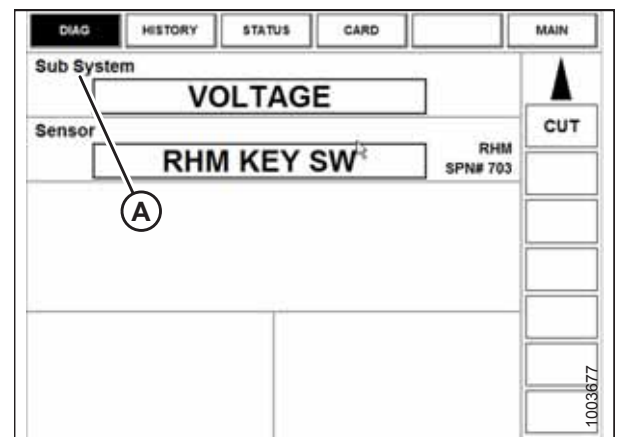 DIAG HISTORY STATUS CARD MAIN
Sub System
VOLTAGE
CUT
Sensor
RHM KEY SW
RHM
SPN# 703
A
1003677